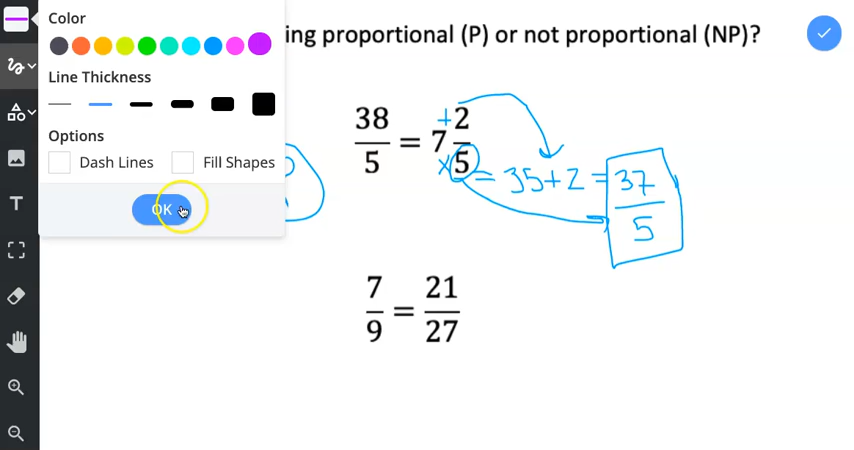 Color
ing proportional (P) or not proportional (NP)?
Line Thickness
Options
Dash Lines Fill Shapes
OK
T
38/5 = 7 2/5
+
× = 35+2 = 37/5
7/9 = 21/27